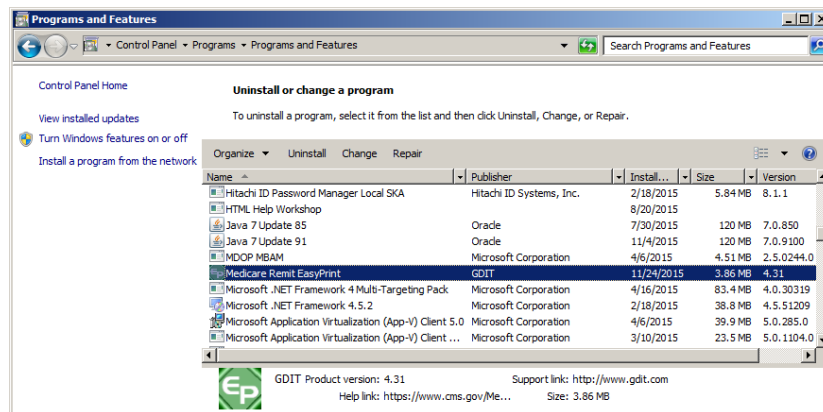 Programs and Features
Control Panel Programs Programs and Features Search Programs and Features
Control Panel Home
Uninstall or change a program
View installed updates
To uninstall a program, select it from the list and then click Uninstall, Change, or Repair.
Turn Windows features on or off
Install a program from the network
Organize Uninstall Change Repair
Name Publisher Install... Size Version
Hitachi ID Password Manager Local SKA Hitachi ID Systems, Inc. 2/18/2015 5.84 MB 8.1.1
HTML Help Workshop 8/20/2015
Java 7 Update 85 Oracle 7/30/2015 120 MB 7.0.850
Java 7 Update 91 Oracle 11/4/2015 120 MB 7.0.9100
MDOP MBAM Microsoft Corporation 4/6/2015 4.51 MB 2.5.0244.0
Medicare Remit EasyPrint GDIT 11/24/2015 3.86 MB 4.31
Microsoft .NET Framework 4 Multi-Targeting Pack Microsoft Corporation 4/16/2015 83.4 MB 4.0.30319
Microsoft .NET Framework 4.5.2 Microsoft Corporation 2/18/2015 38.8 MB 4.5.51209
Microsoft Application Virtualization (App-V) Client 5.0 Microsoft Corporation 4/6/2015 39.9 MB 5.0.285.0
Microsoft Application Virtualization (App-V) Client ... Microsoft Corporation 3/10/2015 23.5 MB 5.0.1104.0
EP
GDIT Product version: 4.31 Support link: http://www.gdit.com
Help link: https://www.cms.gov/Me... Size: 3.86 MB